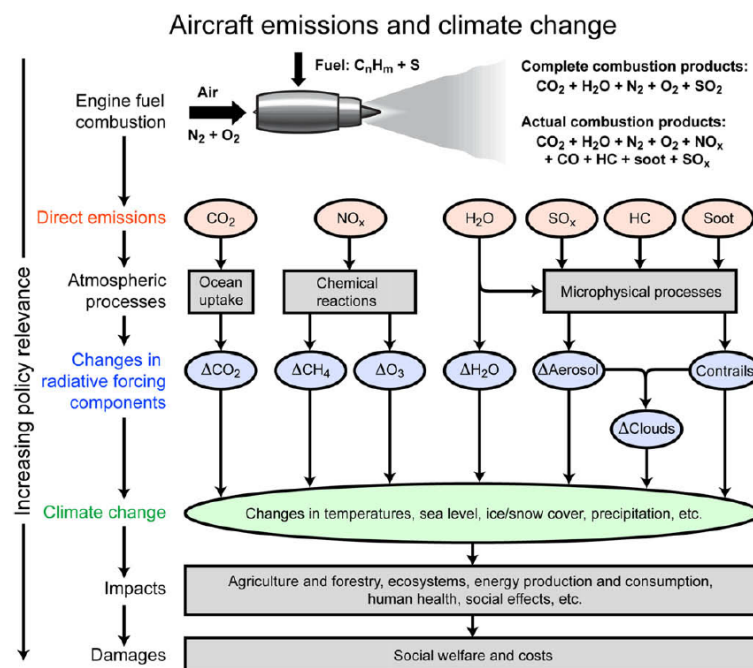 Aircraft emissions and climate change
Increasing policy relevance
Engine fuel
combustion
Air
N₂ + O₂
Fuel: CₙHₘ + S
Complete combustion products:
CO₂ + H₂O + N₂ + O₂ + SO₂
Actual combustion products:
CO₂ + H₂O + N₂ + O₂ + NOₓ
+ CO + HC + soot + SOₓ
Direct emissions
CO₂
NOₓ
H₂O
SOₓ
HC
Soot
Atmospheric
processes
Ocean
uptake
Chemical
reactions
Microphysical processes
Changes in
radiative forcing
components
ΔCO₂
ΔCH₄
ΔO₃
ΔH₂O
ΔAerosol
Contrails
ΔClouds
Climate change
Changes in temperatures, sea level, ice/snow cover, precipitation, etc.
Impacts
Agriculture and forestry, ecosystems, energy production and consumption,
human health, social effects, etc.
Damages
Social welfare and costs